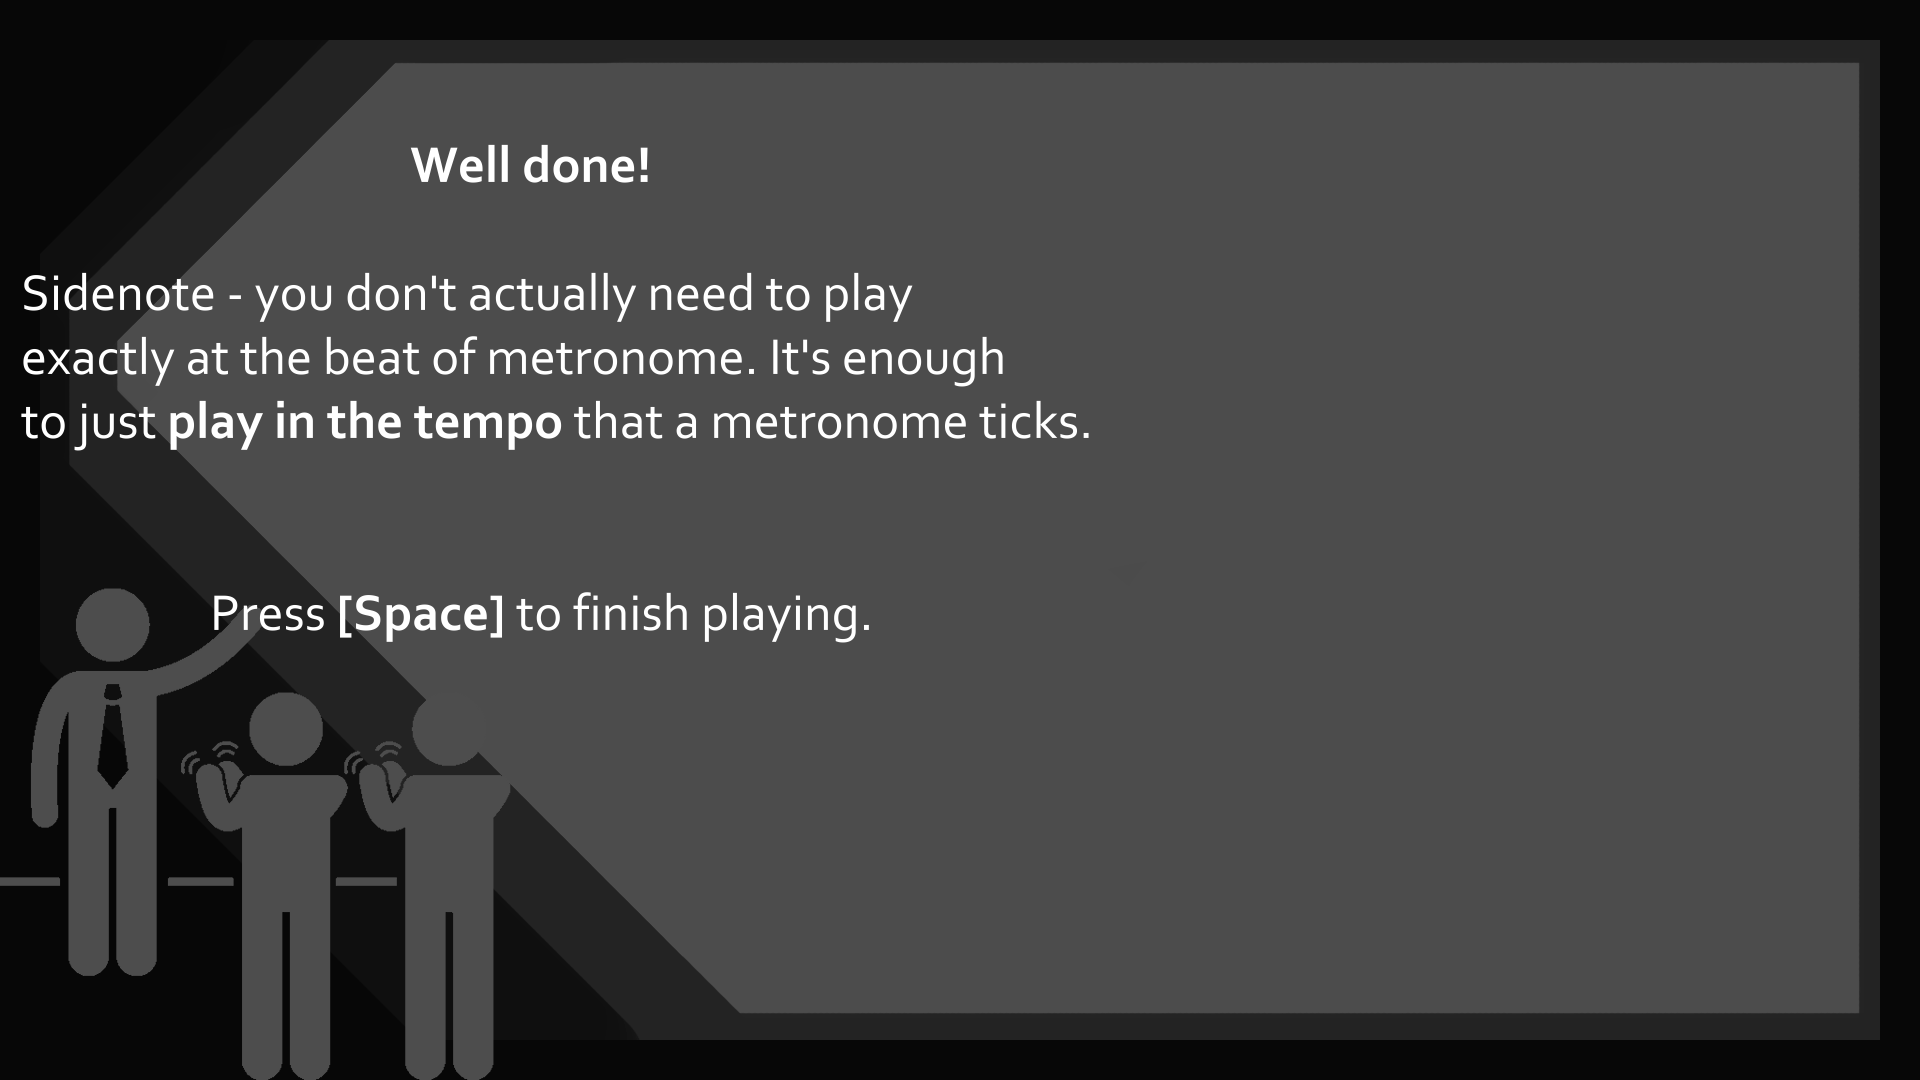 Well done!
Sidenote - you don't actually need to play
exactly at the beat of metronome. It's enough
to just play in the tempo that a metronome ticks.
Press [Space] to finish playing.